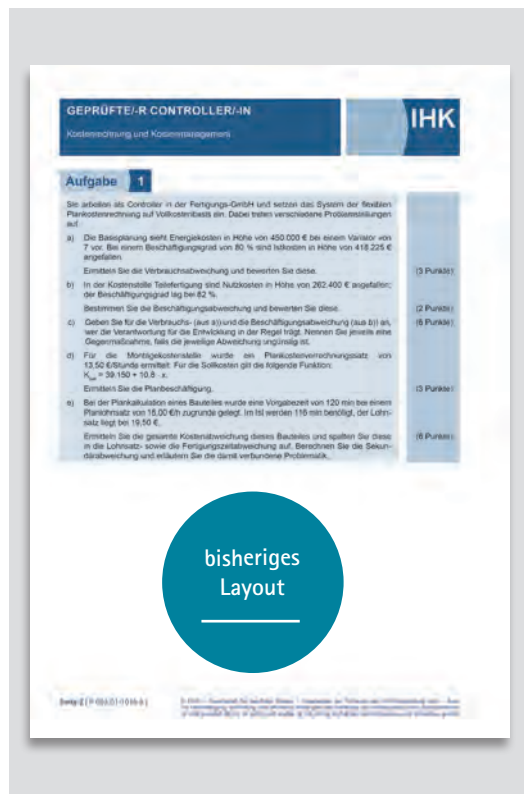 GEPRÜFTE/-R CONTROLLER/-IN
Kostenrechnung und Kostenmanagement
IHK
Aufgabe 1
Sie arbeiten als Controller in der Fertigungs-GmbH und setzen das System der flexiblen
Plankostenrechnung auf Vollkostenbasis ein. Dabei treten verschiedene Problemstellungen
auf.
a) Die Basisplanung sieht Energiekosten in Höhe von 450.000 € bei einem Variator von
7 vor. Bei einem Beschäftigungsgrad von 80 % sind Istkosten in Höhe von 418.225 €
angefallen.
Ermitteln Sie die Verbrauchsabweichung und bewerten Sie diese. (3 Punkte)
b) In der Kostenstelle Teilefertigung sind Nutzkosten in Höhe von 262.400 € angefallen;
der Beschäftigungsgrad lag bei 82 %.
Bestimmen Sie die Beschäftigungsabweichung und bewerten Sie diese. (2 Punkte)
c) Geben Sie für die Verbrauchs- (aus a)) und die Beschäftigungsabweichung (aus b)) an, (6 Punkte)
wer die Verantwortung für die Entwicklung in der Regel trägt. Nennen Sie jeweils eine
Gegenmaßnahme, falls die jeweilige Abweichung ungünstig ist.
d) Für die Montagekostenstelle wurde ein Plankostenverrechnungssatz von
13,50 €/Stunde ermittelt. Für die Sollkosten gilt die folgende Funktion:
= 39.150 + 10,8 · x.
Ermitteln Sie die Planbeschäftigung. (3 Punkte)
e) Bei der Plankalkulation eines Bauteiles wurde eine Vorgabezeit von 120 min bei einem
Planlohnsatz von 18,00 €/h zugrunde gelegt. Im Ist werden 116 min benötigt, der Lohn-
satz liegt bei 19,50 €.
Ermitteln Sie die gesamte Kostenabweichung dieses Bauteiles und spalten Sie diese (6 Punkte)
in die Lohnsatz- sowie die Fertigungszeitabweichung auf. Berechnen Sie die Sekun-
därabweichung und erläutern Sie die damit verbundene Problematik.
bisheriges
Layout
Seite 2